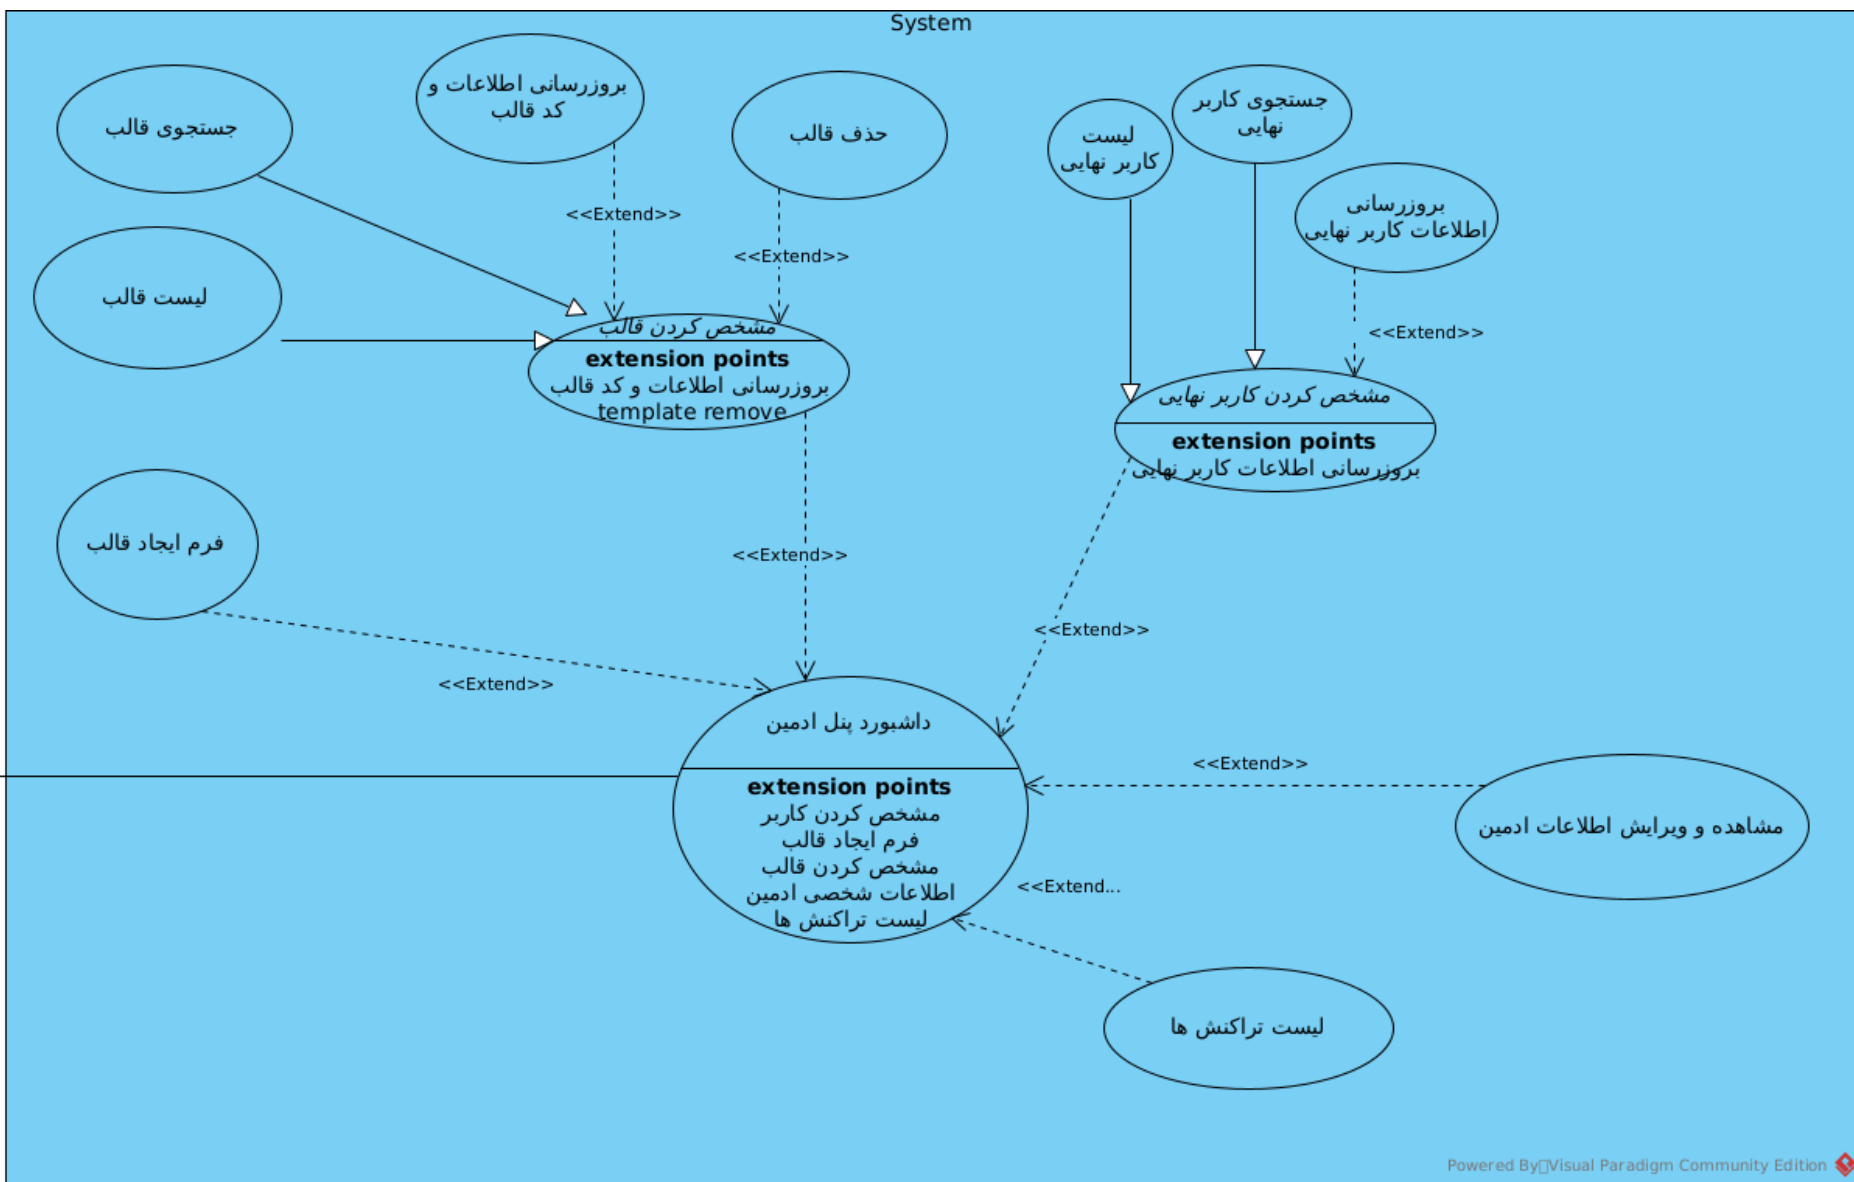 System
جستجوی قالب
بروزرسانی اطلاعات و
کد قالب
حذف قالب
لیست
کاربر نهایی
جستجوی کاربر
نهایی
بروزرسانی
اطلاعات کاربر نهایی
<<Extend>>
<<Extend>>
<<Extend>>
لیست قالب
مشخص کردن قالب
extension points
بروزرسانی اطلاعات و کد قالب
template remove
مشخص کردن کاربر نهایی
extension points
بروزرسانی اطلاعات کاربر نهایی
فرم ایجاد قالب
<<Extend>>
<<Extend>>
<<Extend>>
داشبورد پنل ادمین
extension points
مشخص کردن کاربر
فرم ایجاد قالب
مشخص کردن قالب
اطلاعات شخصی ادمین
لیست تراکنش ها
<<Extend>>
مشاهده و ویرایش اطلاعات ادمین
<<Extend...
لیست تراکنش ها
Powered By Visual Paradigm Community Edition